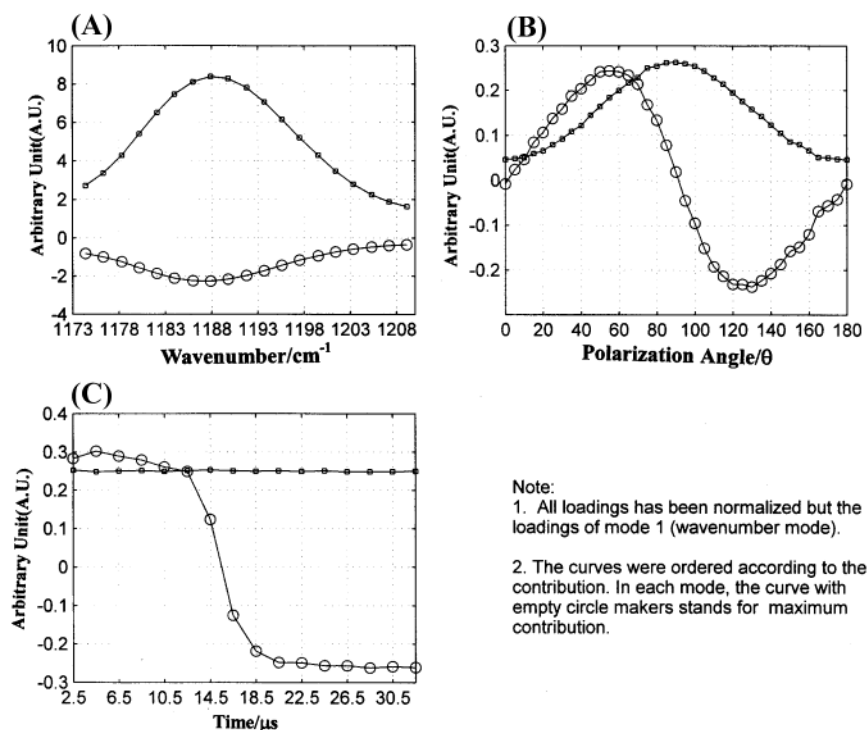 (A)
10
8
6
4
2
0
-2
-4
1173 1178 1183 1188 1193 1198 1203 1208
Arbitrary Unit(A.U.)
Wavenumber/cm-1
(B)
0.3
0.2
0.1
0
-0.1
-0.2
0 20 40 60 80 100 120 140 160 180
Arbitrary Unit(A.U.)
Polarization Angle/θ
(C)
0.4
0.3
0.2
0.1
0
-0.1
-0.2
-0.3
2.5 6.5 10.5 14.5 18.5 22.5 26.5 30.5
Arbitrary Unit(A.U.)
Time/μs
Note:
1. All loadings has been normalized but the
loadings of mode 1 (wavenumber mode).
2. The curves were ordered according to the
contribution. In each mode, the curve with
empty circle makers stands for maximum
contribution.